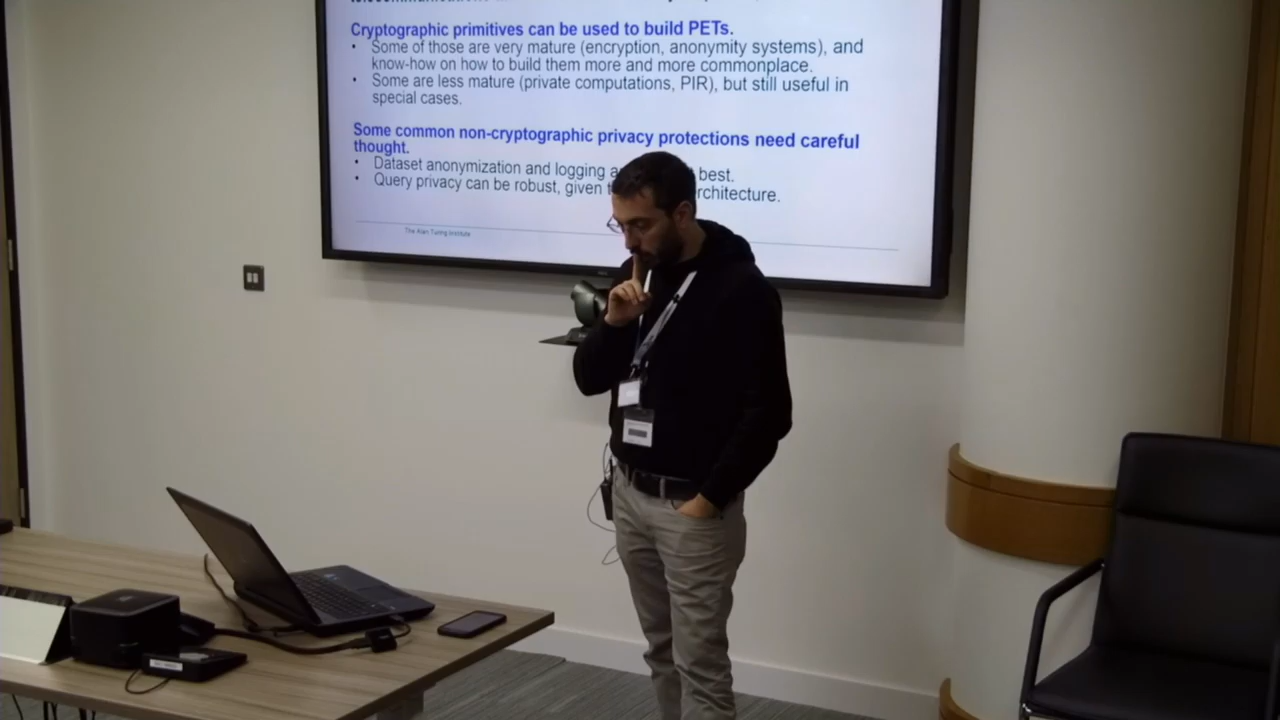 Cryptographic primitives can be used to build PETs.
• Some of those are very mature (encryption, anonymity systems), and
know-how on how to build them more and more commonplace.
• Some are less mature (private computations, PIR), but still useful in
special cases.
Some common non-cryptographic privacy protections need careful
thought.
• Dataset anonymization and logging a best.
• Query privacy can be robust, given rchitecture.
The Alan Turing Institute